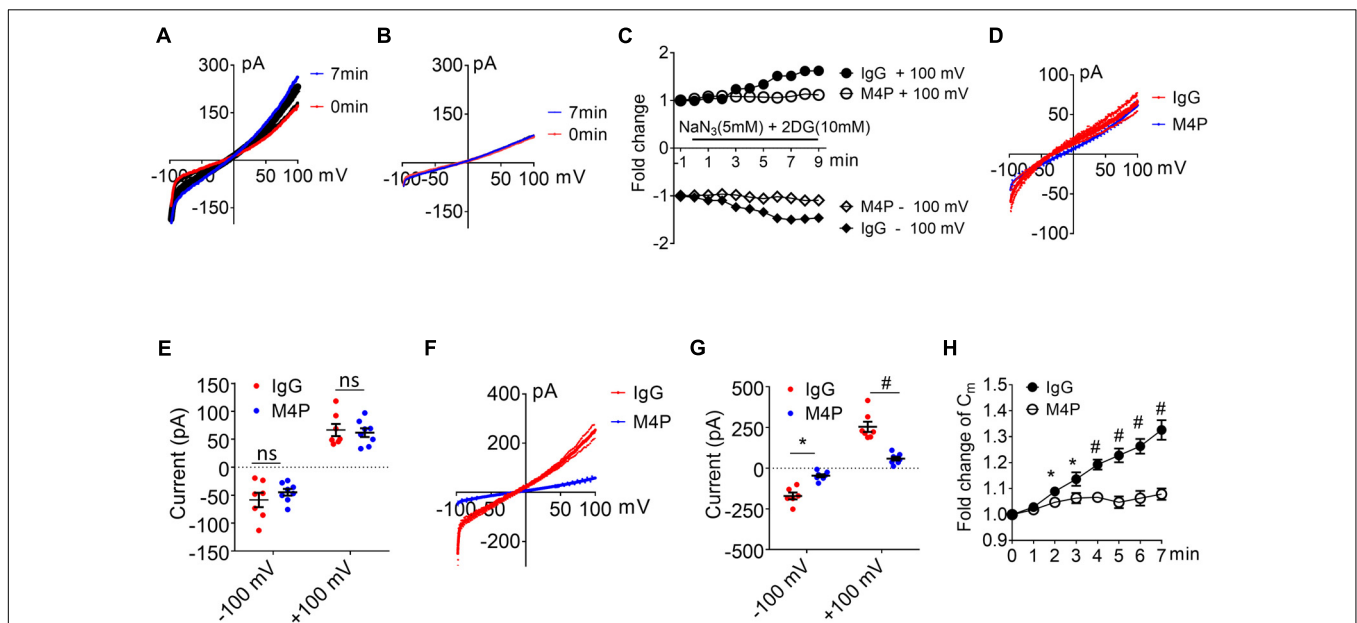 A
300 pA
7min
0min
150
-100 -50
50 100 mV
-150
B
300 pA
7min
0min
150
-100 -50
50 100 mV
-150
C
Fold change
2
1
0
-1
-2
IgG + 100 mV
M4P + 100 mV
NaN3(5mM) + 2DG(10mM)
-1 1 3 5 7 9 min
M4P - 100 mV
IgG - 100 mV
D
100 pA
IgG
M4P
50
-100 -50
50 100 mV
-50
-100
E
Current (pA)
150
100
50
0
-50
-100
-150
IgG
M4P
ns
ns
-100 mV
+100 mV
F
400 pA
IgG
M4P
200
-100 -50
50 100 mV
-200
G
Current (pA)
500
250
0
-250
-500
IgG
M4P
*
#
-100 mV
+100 mV
H
Fold change of Cm
1.5
1.4
1.3
1.2
1.1
1.0
0.9
IgG
M4P
* * # # # #
0 1 2 3 4 5 6 7 min